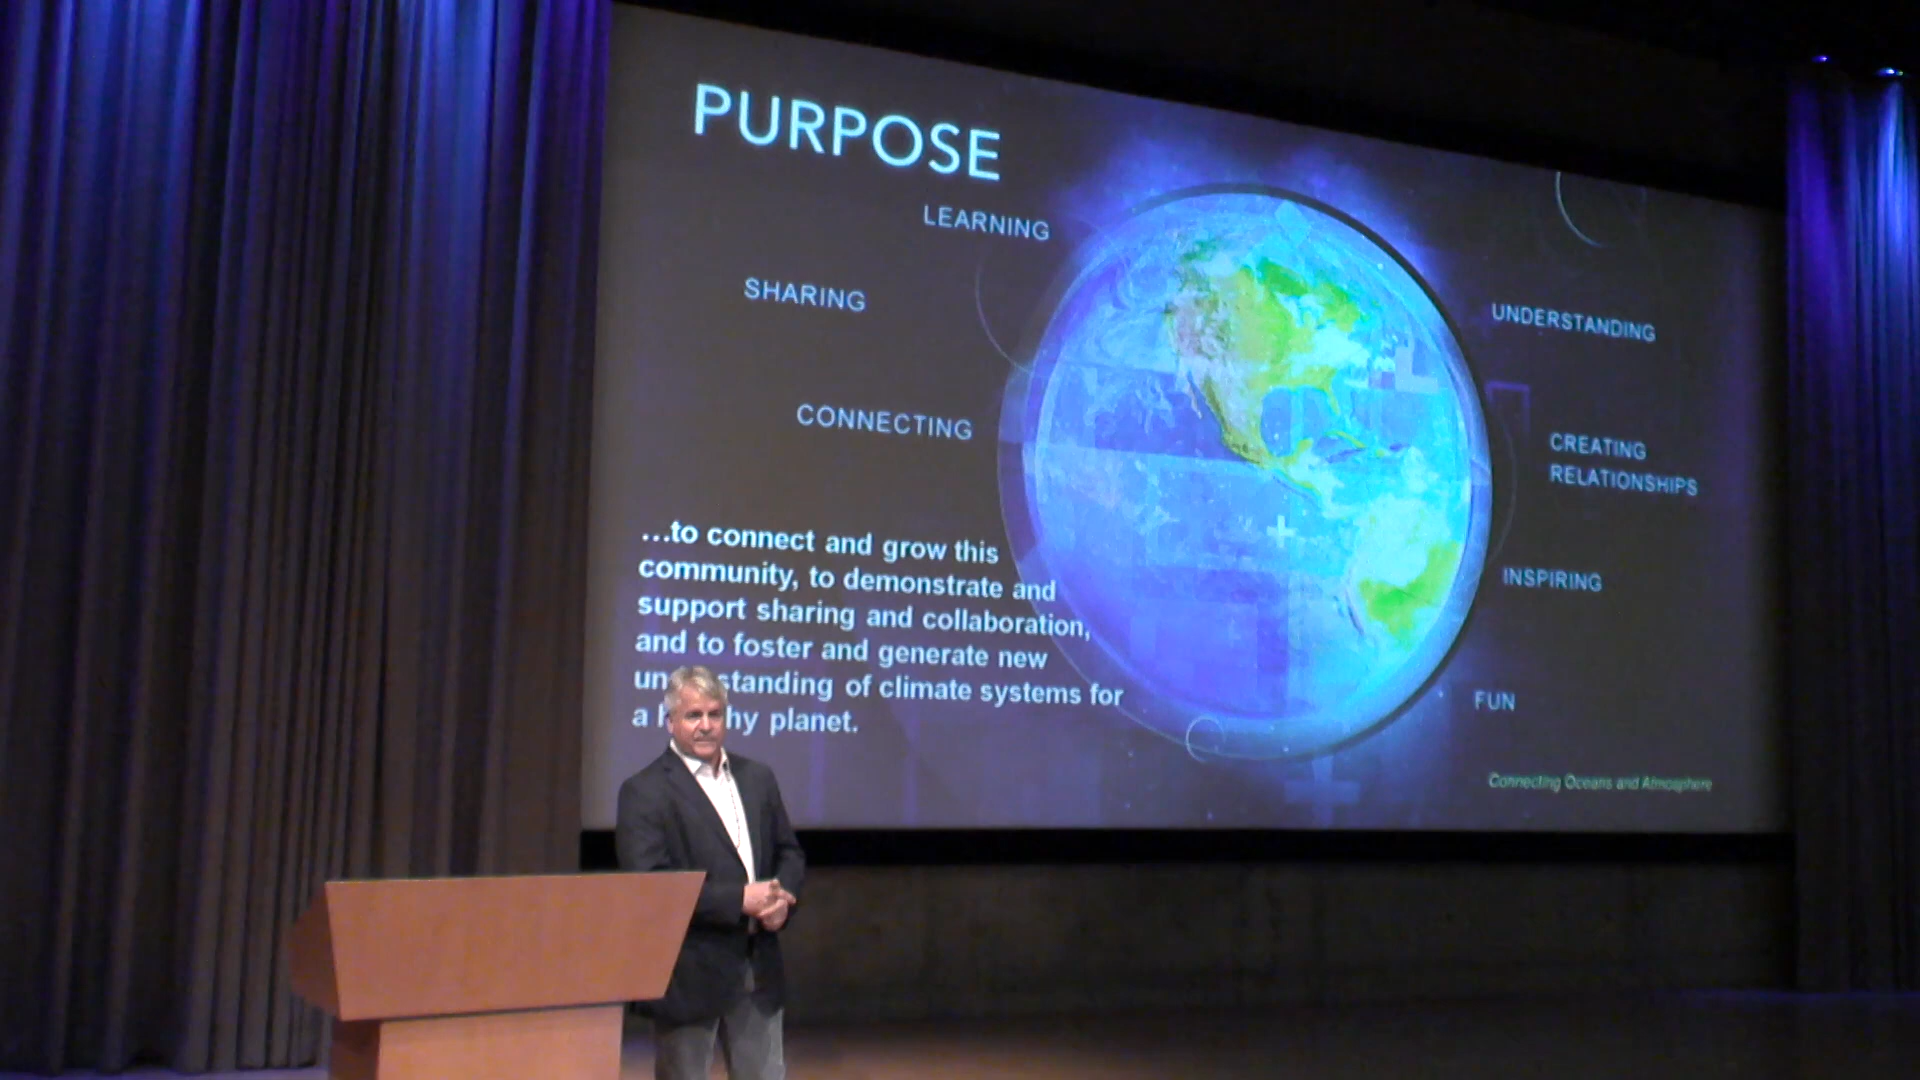 PURPOSE
LEARNING
SHARING
CONNECTING
UNDERSTANDING
CREATING
RELATIONSHIPS
INSPIRING
FUN
...to connect and grow this
community, to demonstrate and
support sharing and collaboration,
and to foster and generate new
of climate systems for
a planet.
Connecting Oceans and Atmosphere